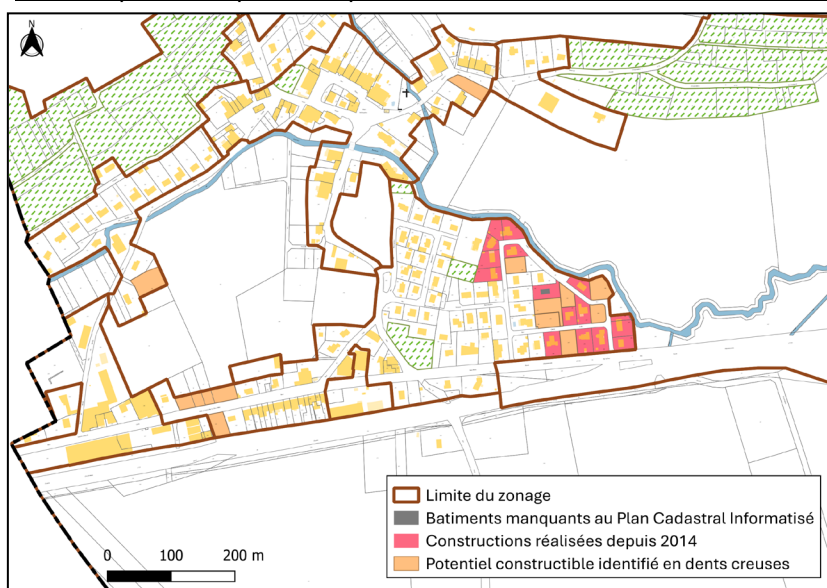 N
+
-
Limite du zonage
Batiments manquants au Plan Cadastral Informatisé
Constructions réalisées depuis 2014
Potentiel constructible identifié en dents creuses
0 100 200 m